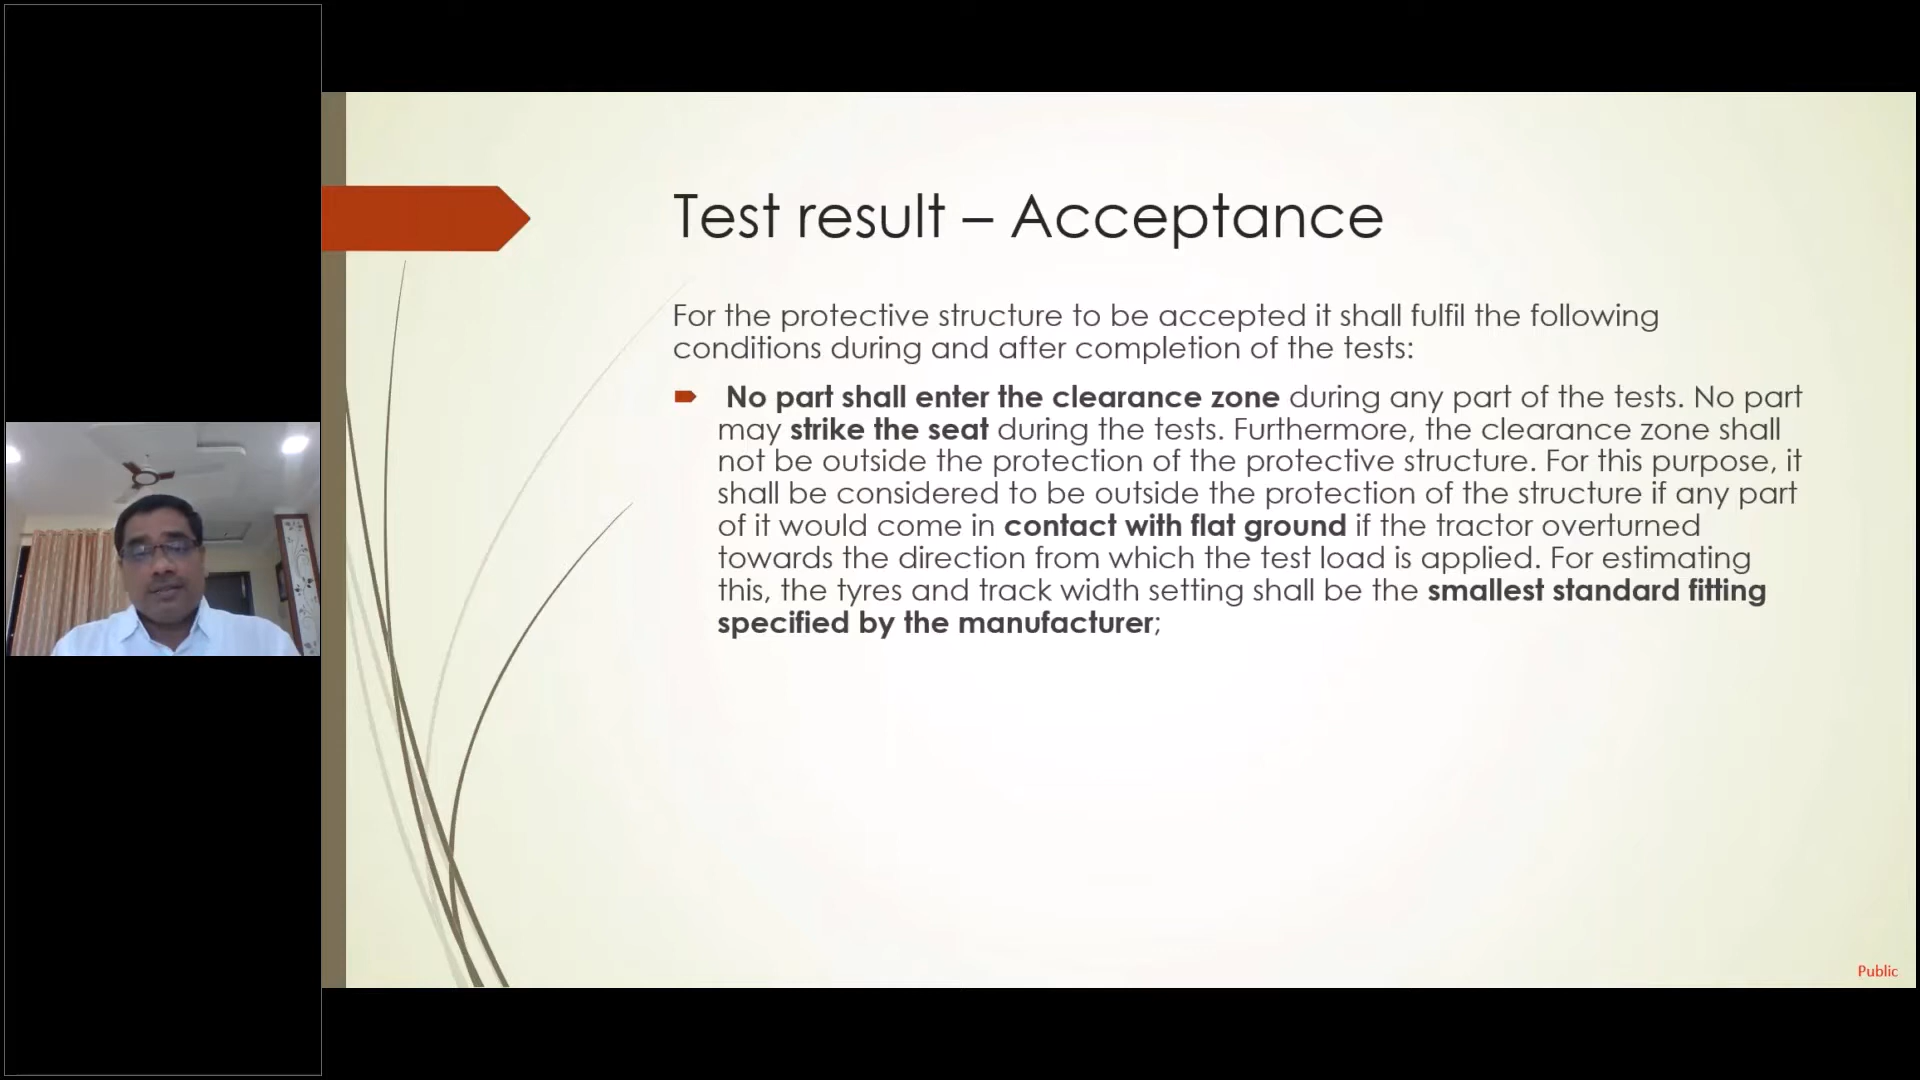 Test result – Acceptance
For the protective structure to be accepted it shall fulfil the following
conditions during and after completion of the tests:
No part shall enter the clearance zone during any part of the tests. No part
may strike the seat during the tests. Furthermore, the clearance zone shall
not be outside the protection of the protective structure. For this purpose, it
shall be considered to be outside the protection of the structure if any part
of it would come in contact with flat ground if the tractor overturned
towards the direction from which the test load is applied. For estimating
this, the tyres and track width setting shall be the smallest standard fitting
specified by the manufacturer;
Public